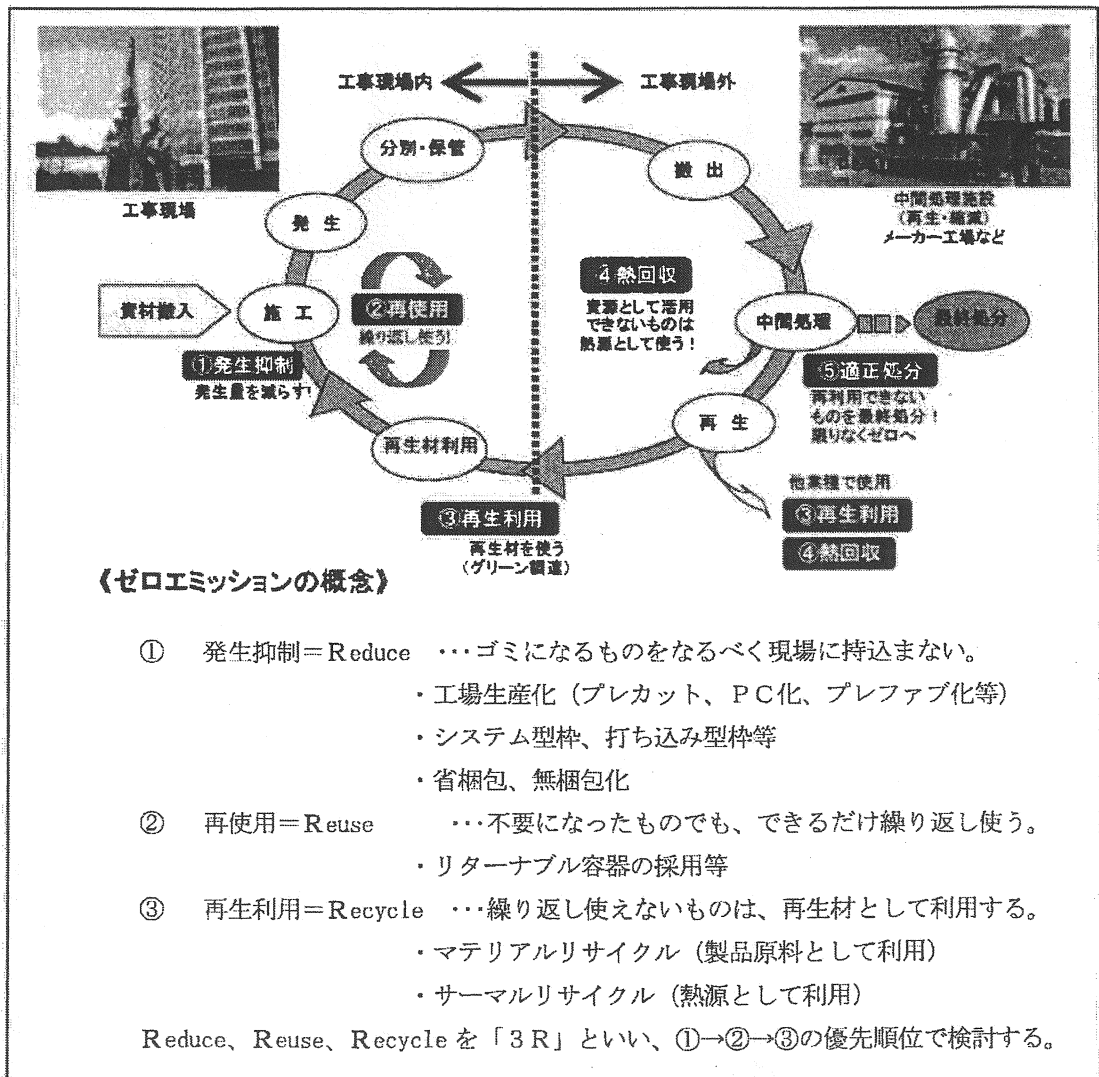 工事現場内
工事現場外
分別・保管
搬出
工事現場
中間処理施設
(再生・縮減)
メーカー工場など
発生
④熱回収
資源として活用
できないものは
熱源として使う!
資材搬入
施工
②再使用
繰り返し使う!
中間処理
最終処分
①発生抑制
発生量を減らす!
⑤適正処分
再利用できない
ものを最終処分!
限りなくゼロへ
再生
再生材利用
他業種で使用
③再生利用
④熱回収
③再生利用
再生材を使う
(グリーン調達)
《ゼロエミッションの概念》
① 発生抑制=Reduce …ゴミになるものをなるべく現場に持込まない。
・工場生産化(プレカット、PC化、プレファブ化等)
・システム型枠、打ち込み型枠等
・省梱包、無梱包化
② 再使用=Reuse …不要になったものでも、できるだけ繰り返し使う。
・リターナブル容器の採用等
③ 再生利用=Recycle …繰り返し使えないものは、再生材として利用する。
・マテリアルリサイクル(製品原料として利用)
・サーマルリサイクル(熱源として利用)
Reduce、Reuse、Recycleを「3R」といい、①→②→③の優先順位で検討する。